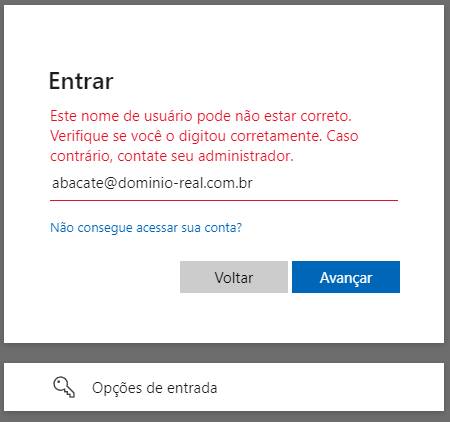 Entrar
Este nome de usuário pode não estar correto.
Verifique se você o digitou corretamente. Caso
contrário, contate seu administrador.
abacate@dominio-real.com.br
Não consegue acessar sua conta?
Voltar
Avançar
Opções de entrada